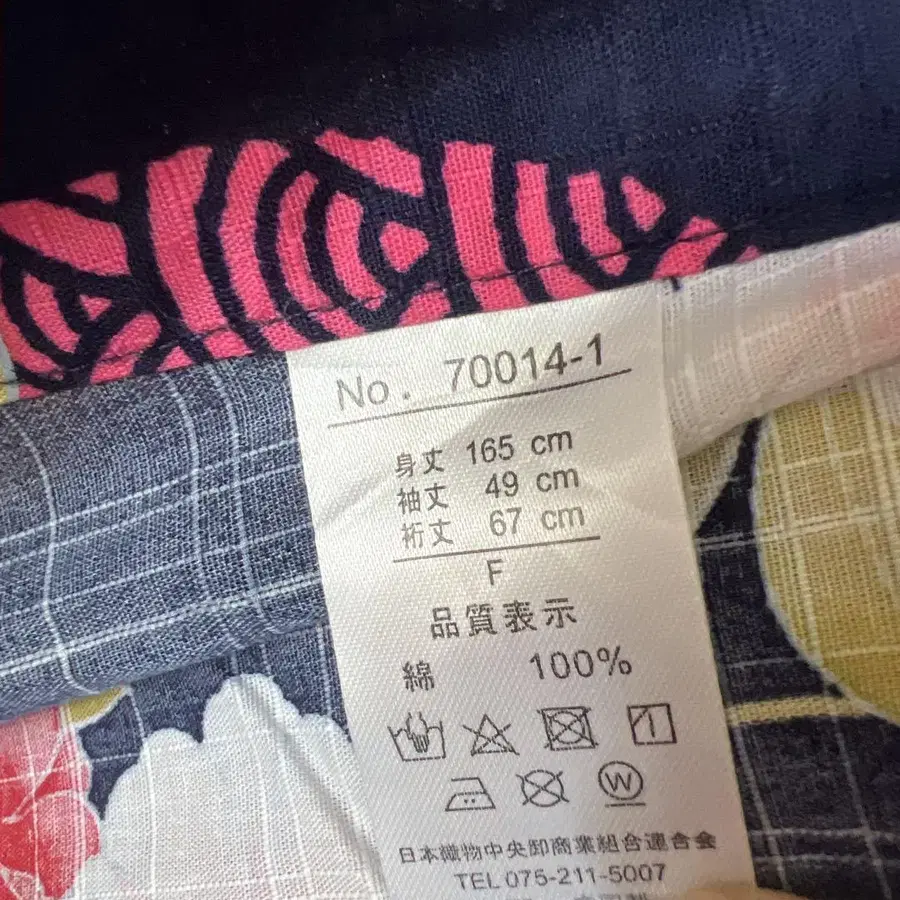 No. 70014-1
身丈 165 cm
袖丈 49 cm
裄丈 67 cm
F
品質表示
綿 100%
W
日本織物中央卸商業組合連合会
TEL 075-211-5007